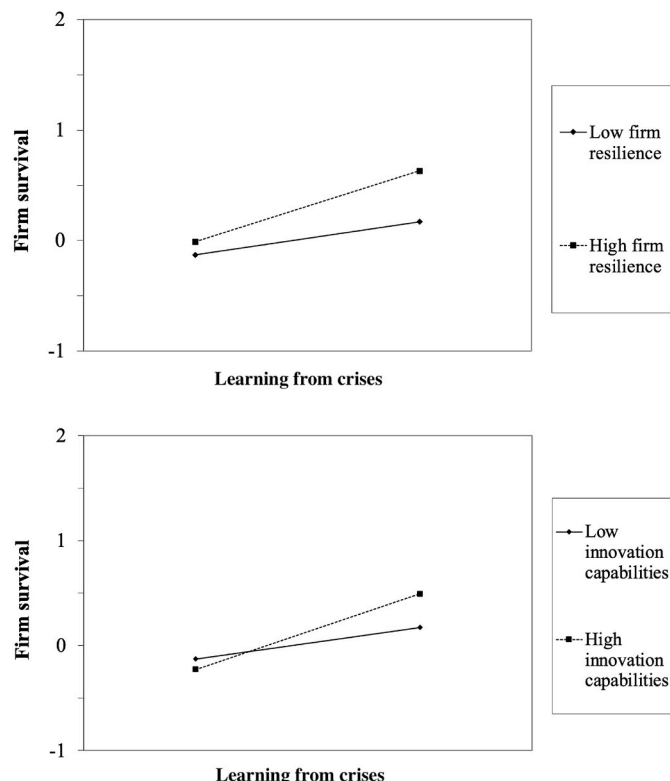 2
1
0
-1
Firm survival
Learning from crises
Low firm
resilience
High firm
resilience
2
1
0
-1
Firm survival
Learning from crises
Low
innovation
capabilities
High
innovation
capabilities